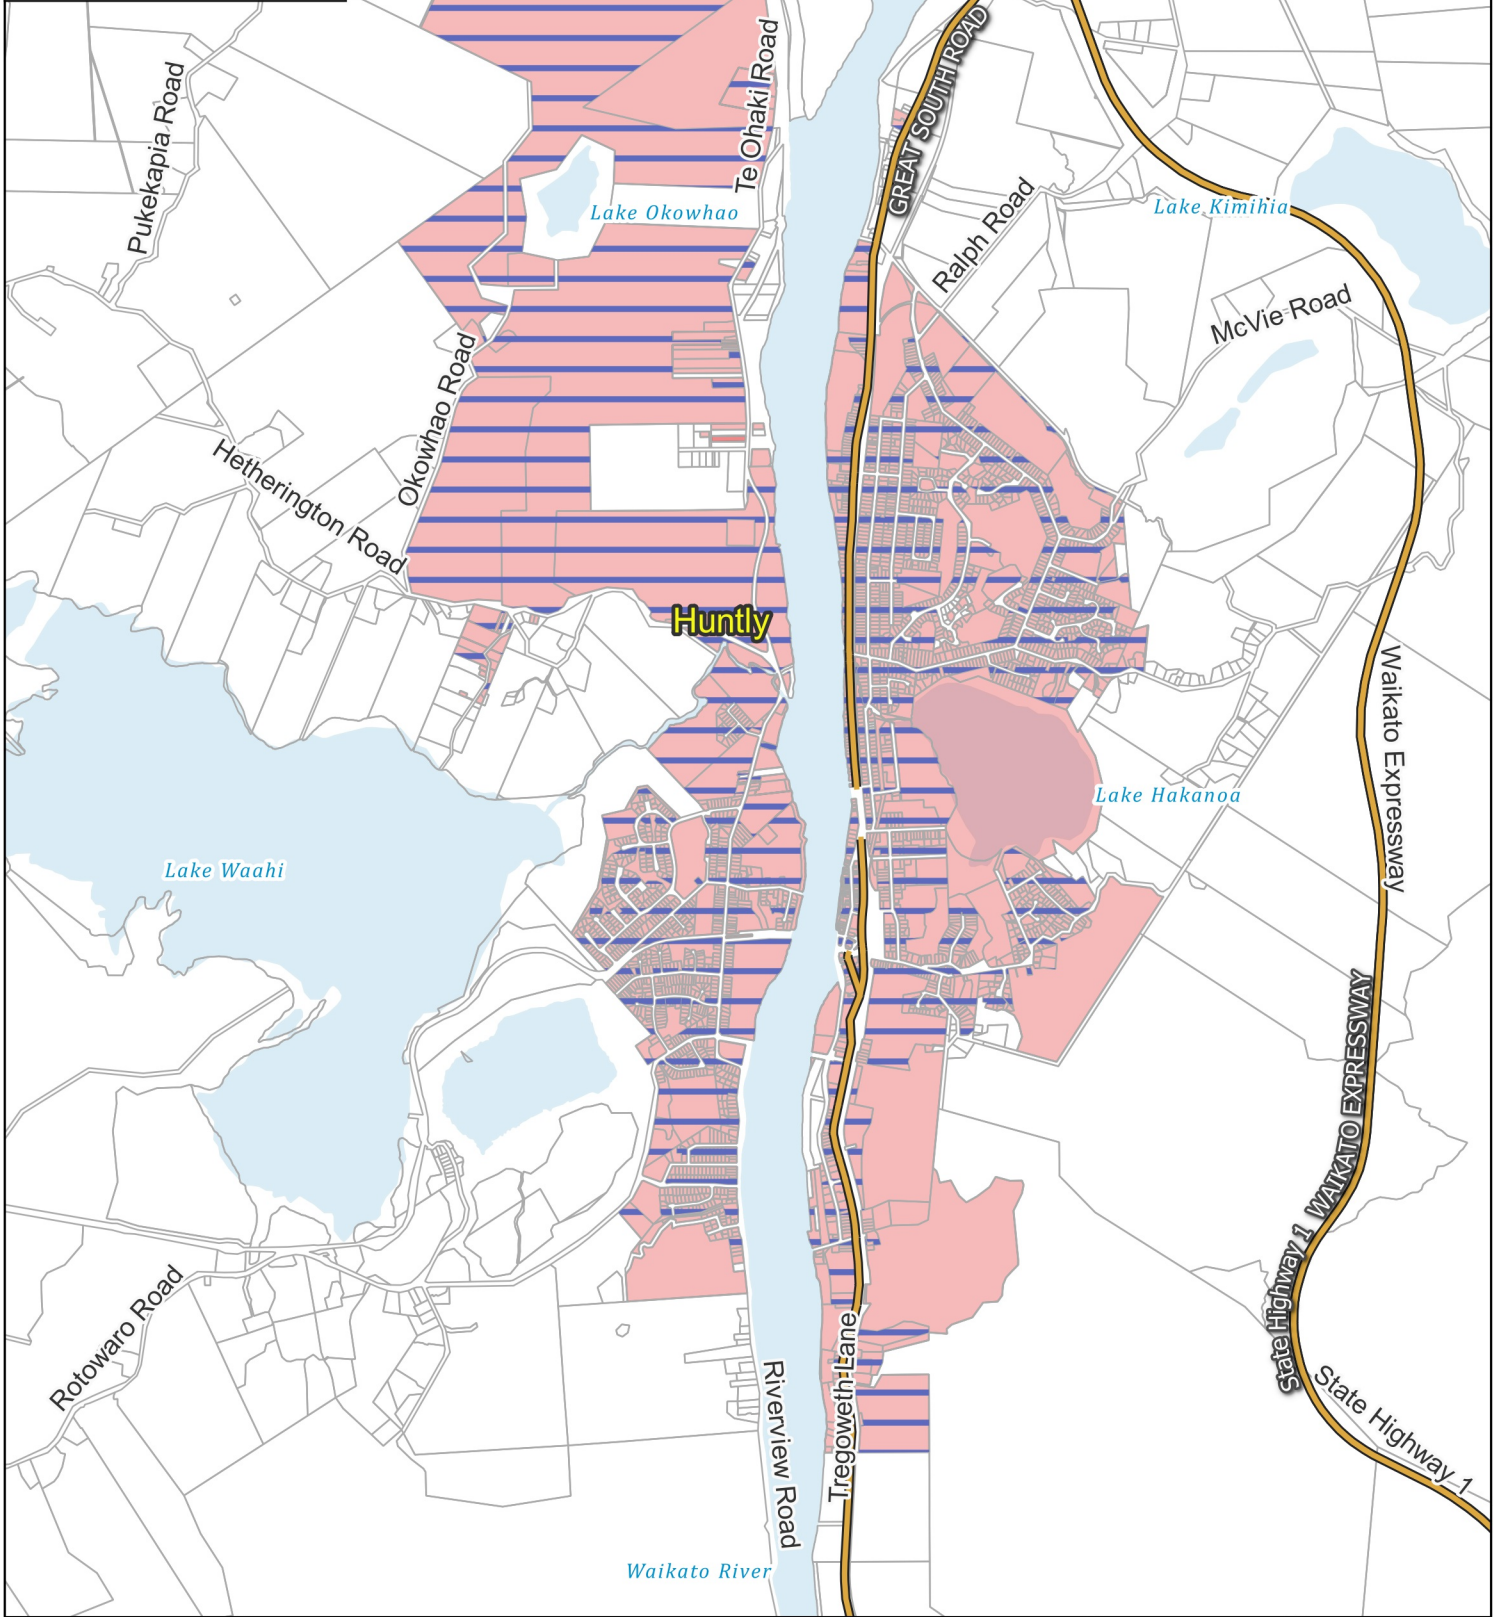 Te Ohaki Road
GREAT SOUTH ROAD
Pukekapia Road
Lake Okowhao
Lake Kimihia
Ralph Road
McVie Road
Okowhao Road
Hetherington Road
Huntly
Waikato Expressway
Lake Hakanoa
Lake Waahi
WAIKATO EXPRESSWAY
State Highway 1
Rotowaro Road
Tregoweth Lane
Riverview Road
State Highway 1
Waikato River